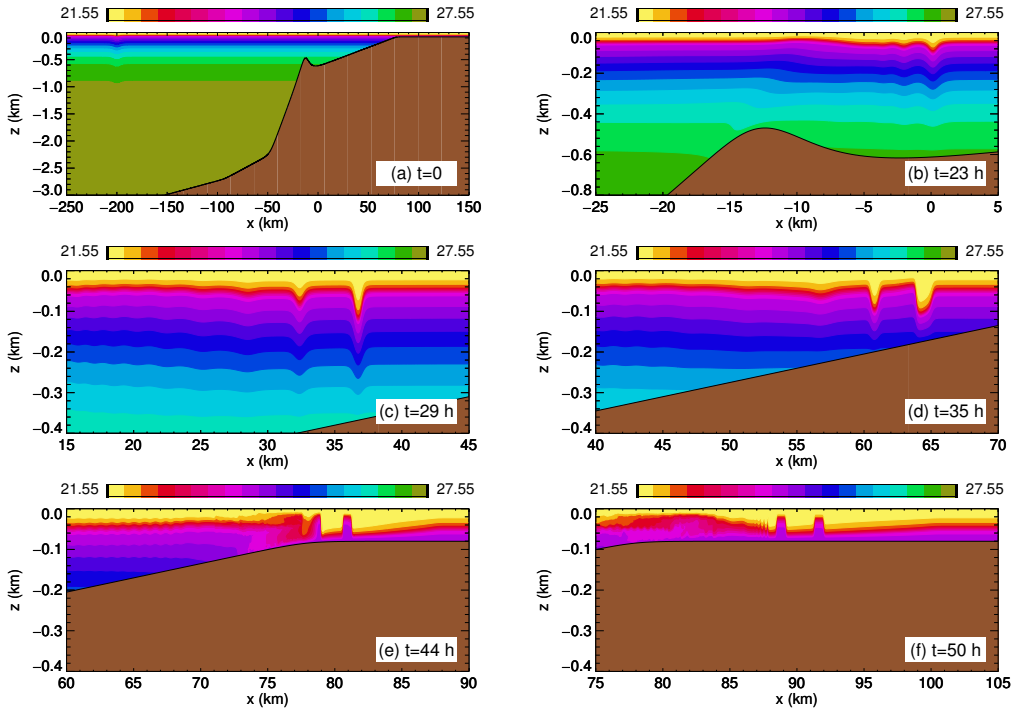 21.55 27.55 21.55 27.55
0.0
−0.5
−1.0
−1.5
−2.0
−2.5
−3.0
z (km)
(a) t=0
−250 −200 −150 −100 −50 0 50 100 150
x (km)
0.0
−0.2
−0.4
−0.6
−0.8
z (km)
(b) t=23 h
−25 −20 −15 −10 −5 0 5
x (km)
21.55 27.55 21.55 27.55
0.0
−0.1
−0.2
−0.3
−0.4
z (km)
(c) t=29 h
15 20 25 30 35 40 45
x (km)
0.0
−0.1
−0.2
−0.3
−0.4
z (km)
(d) t=35 h
40 45 50 55 60 65 70
x (km)
21.55 27.55 21.55 27.55
0.0
−0.1
−0.2
−0.3
−0.4
z (km)
(e) t=44 h
60 65 70 75 80 85 90
x (km)
0.0
−0.1
−0.2
−0.3
−0.4
z (km)
(f) t=50 h
75 80 85 90 95 100 105
x (km)